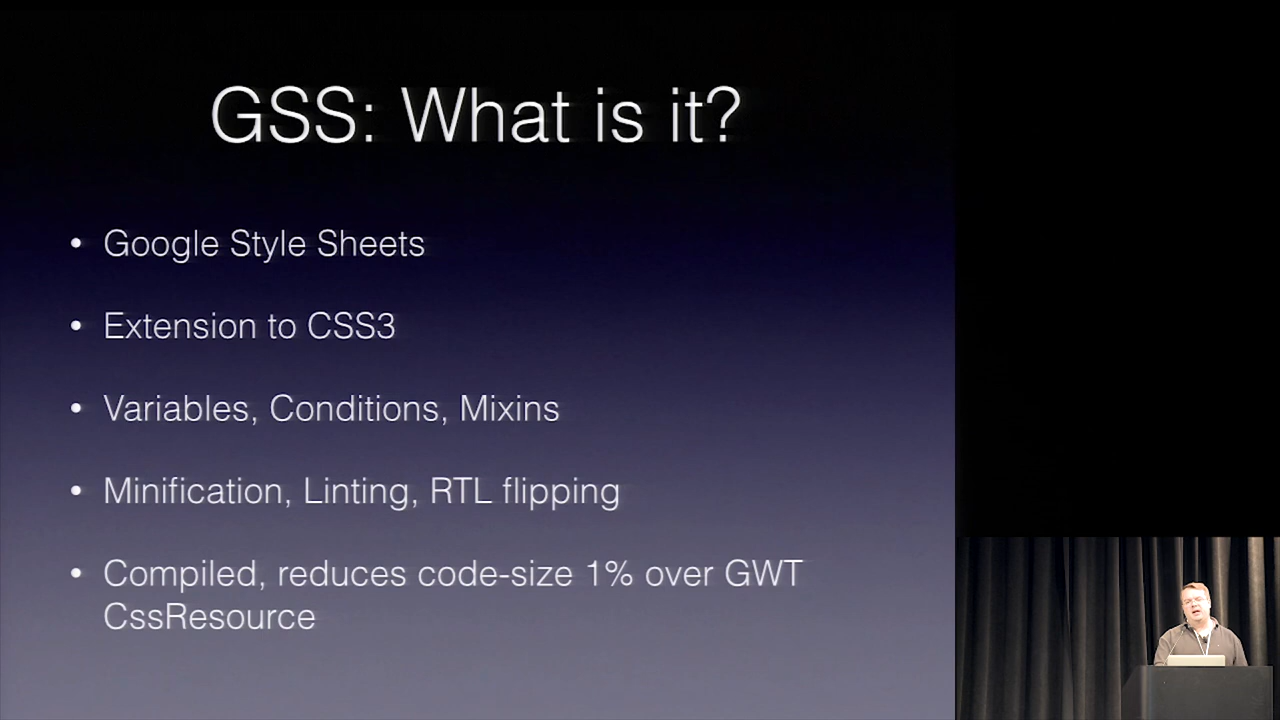 GSS: What is it?
• Google Style Sheets
• Extension to CSS3
• Variables, Conditions, Mixins
• Minification, Linting, RTL flipping
• Compiled, reduces code-size 1% over GWT
CssResource